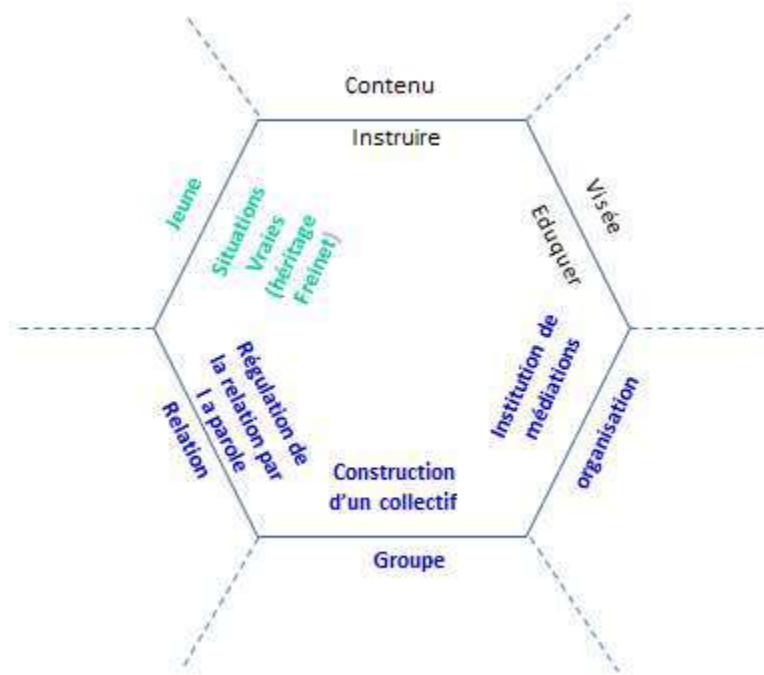 Contenu
Instruire
Jeune
Situations
Vraies
(héritage
Freinet)
Visée
Eduquer
Institution de
médiations
organisation
Régulation de
la relation par
l a parole
Relation
Construction
d'un collectif
Groupe